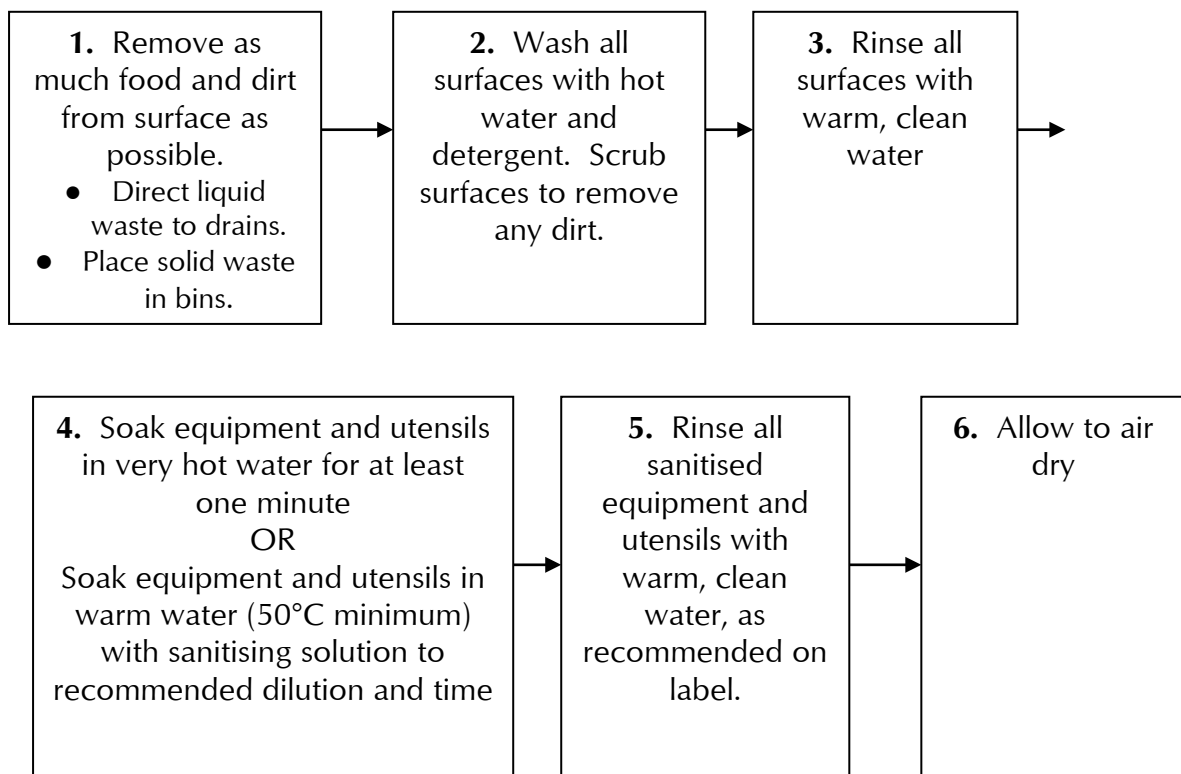 1. Remove as
much food and dirt
from surface as
possible.
● Direct liquid
waste to drains.
● Place solid waste
in bins.
2. Wash all
surfaces with hot
water and
detergent. Scrub
surfaces to remove
any dirt.
3. Rinse all
surfaces with
warm, clean
water
4. Soak equipment and utensils
in very hot water for at least
one minute
OR
Soak equipment and utensils in
warm water (50°C minimum)
with sanitising solution to
recommended dilution and time
5. Rinse all
sanitised
equipment and
utensils with
warm, clean
water, as
recommended on
label.
6. Allow to air
dry